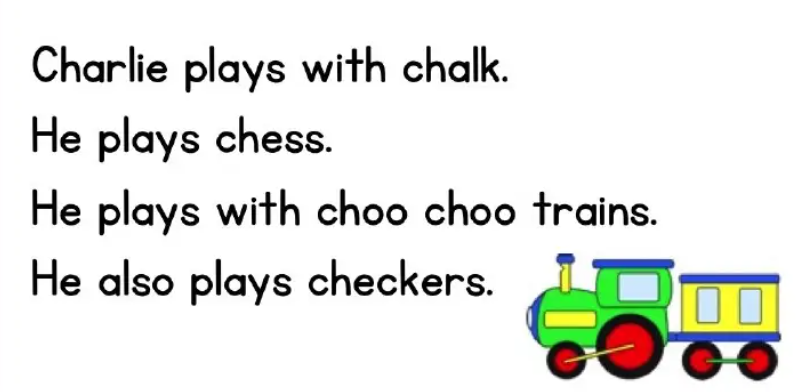 Charlie plays with chalk.
He plays chess.
He plays with choo choo trains.
He also plays checkers.